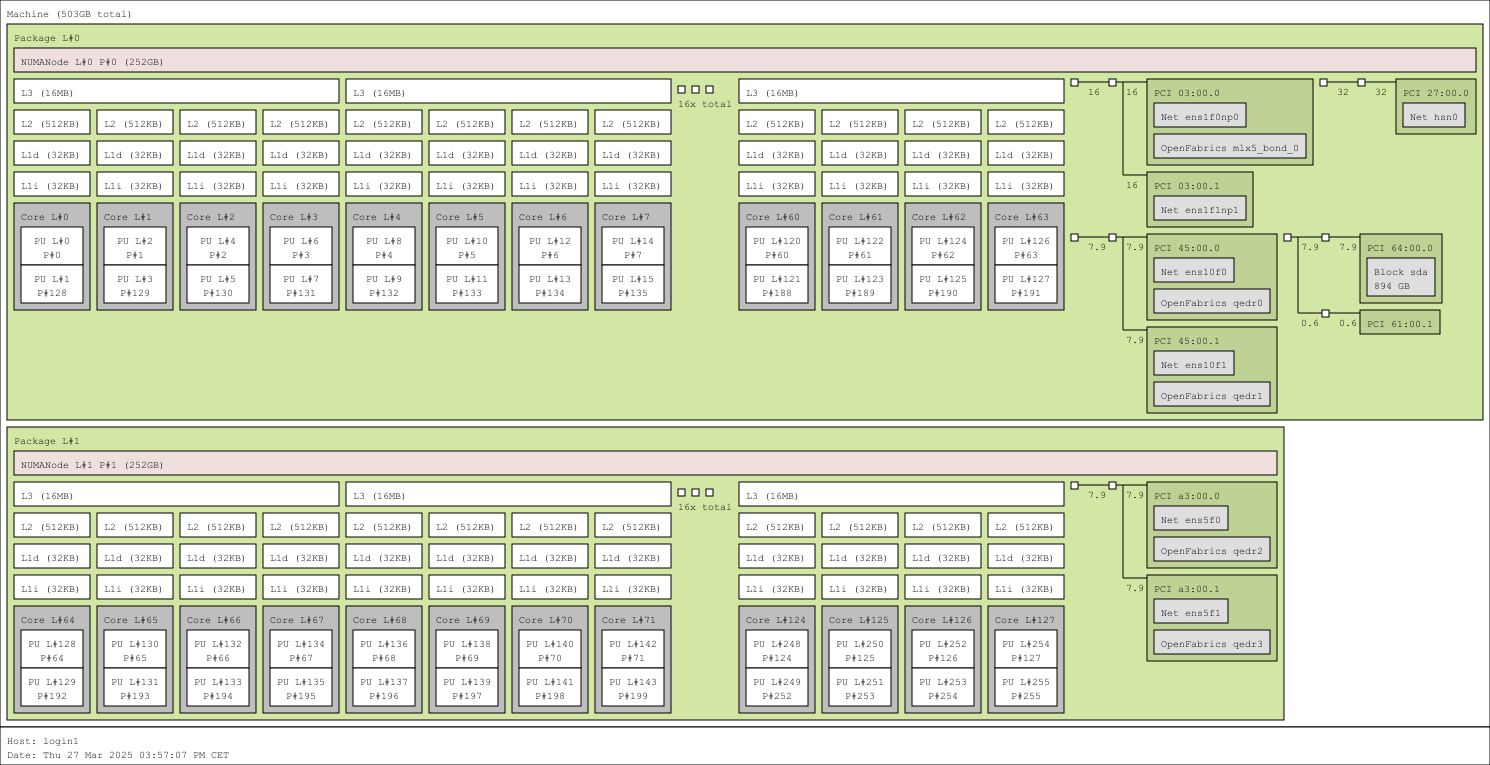 Machine (503GB total)
Package L#0
NUMANode L#0 P#0 (252GB)
L3 (16MB) L3 (16MB) 16x total L3 (16MB)
L2 (512KB) L2 (512KB) L2 (512KB) L2 (512KB) L2 (512KB) L2 (512KB) L2 (512KB) L2 (512KB) L2 (512KB) L2 (512KB) L2 (512KB) L2 (512KB)
L1d (32KB) L1d (32KB) L1d (32KB) L1d (32KB) L1d (32KB) L1d (32KB) L1d (32KB) L1d (32KB) L1d (32KB) L1d (32KB) L1d (32KB) L1d (32KB)
L1i (32KB) L1i (32KB) L1i (32KB) L1i (32KB) L1i (32KB) L1i (32KB) L1i (32KB) L1i (32KB) L1i (32KB) L1i (32KB) L1i (32KB) L1i (32KB)
Core L#0 Core L#1 Core L#2 Core L#3 Core L#4 Core L#5 Core L#6 Core L#7 Core L#60 Core L#61 Core L#62 Core L#63
PU L#0 PU L#2 PU L#4 PU L#6 PU L#8 PU L#10 PU L#12 PU L#14 PU L#120 PU L#122 PU L#124 PU L#126
P#0 P#1 P#2 P#3 P#4 P#5 P#6 P#7 P#60 P#61 P#62 P#63
PU L#1 PU L#3 PU L#5 PU L#7 PU L#9 PU L#11 PU L#13 PU L#15 PU L#121 PU L#123 PU L#125 PU L#127
P#128 P#129 P#130 P#131 P#132 P#133 P#134 P#135 P#188 P#189 P#190 P#191
16 16 PCI 03:00.0
Net ens1f0np0
OpenFabrics mlx5_bond_0
16 PCI 03:00.1
Net ens1f1np1
32 32 PCI 27:00.0
Net hsn0
7.9 7.9 PCI 45:00.0
Net ens10f0
OpenFabrics qedr0
7.9 PCI 45:00.1
Net ens10f1
OpenFabrics qedr1
7.9 7.9 PCI 64:00.0
Block sda
894 GB
0.6 0.6 PCI 61:00.1
Package L#1
NUMANode L#1 P#1 (252GB)
L3 (16MB) L3 (16MB) 16x total L3 (16MB)
L2 (512KB) L2 (512KB) L2 (512KB) L2 (512KB) L2 (512KB) L2 (512KB) L2 (512KB) L2 (512KB) L2 (512KB) L2 (512KB) L2 (512KB) L2 (512KB)
L1d (32KB) L1d (32KB) L1d (32KB) L1d (32KB) L1d (32KB) L1d (32KB) L1d (32KB) L1d (32KB) L1d (32KB) L1d (32KB) L1d (32KB) L1d (32KB)
L1i (32KB) L1i (32KB) L1i (32KB) L1i (32KB) L1i (32KB) L1i (32KB) L1i (32KB) L1i (32KB) L1i (32KB) L1i (32KB) L1i (32KB) L1i (32KB)
Core L#64 Core L#65 Core L#66 Core L#67 Core L#68 Core L#69 Core L#70 Core L#71 Core L#124 Core L#125 Core L#126 Core L#127
PU L#128 PU L#130 PU L#132 PU L#134 PU L#136 PU L#138 PU L#140 PU L#142 PU L#248 PU L#250 PU L#252 PU L#254
P#64 P#65 P#66 P#67 P#68 P#69 P#70 P#71 P#124 P#125 P#126 P#127
PU L#129 PU L#131 PU L#133 PU L#135 PU L#137 PU L#139 PU L#141 PU L#143 PU L#249 PU L#251 PU L#253 PU L#255
P#192 P#193 P#194 P#195 P#196 P#197 P#198 P#199 P#252 P#253 P#254 P#255
7.9 7.9 PCI a3:00.0
Net ens5f0
OpenFabrics qedr2
7.9 PCI a3:00.1
Net ens5f1
OpenFabrics qedr3
Host: login1
Date: Thu 27 Mar 2025 03:57:07 PM CET